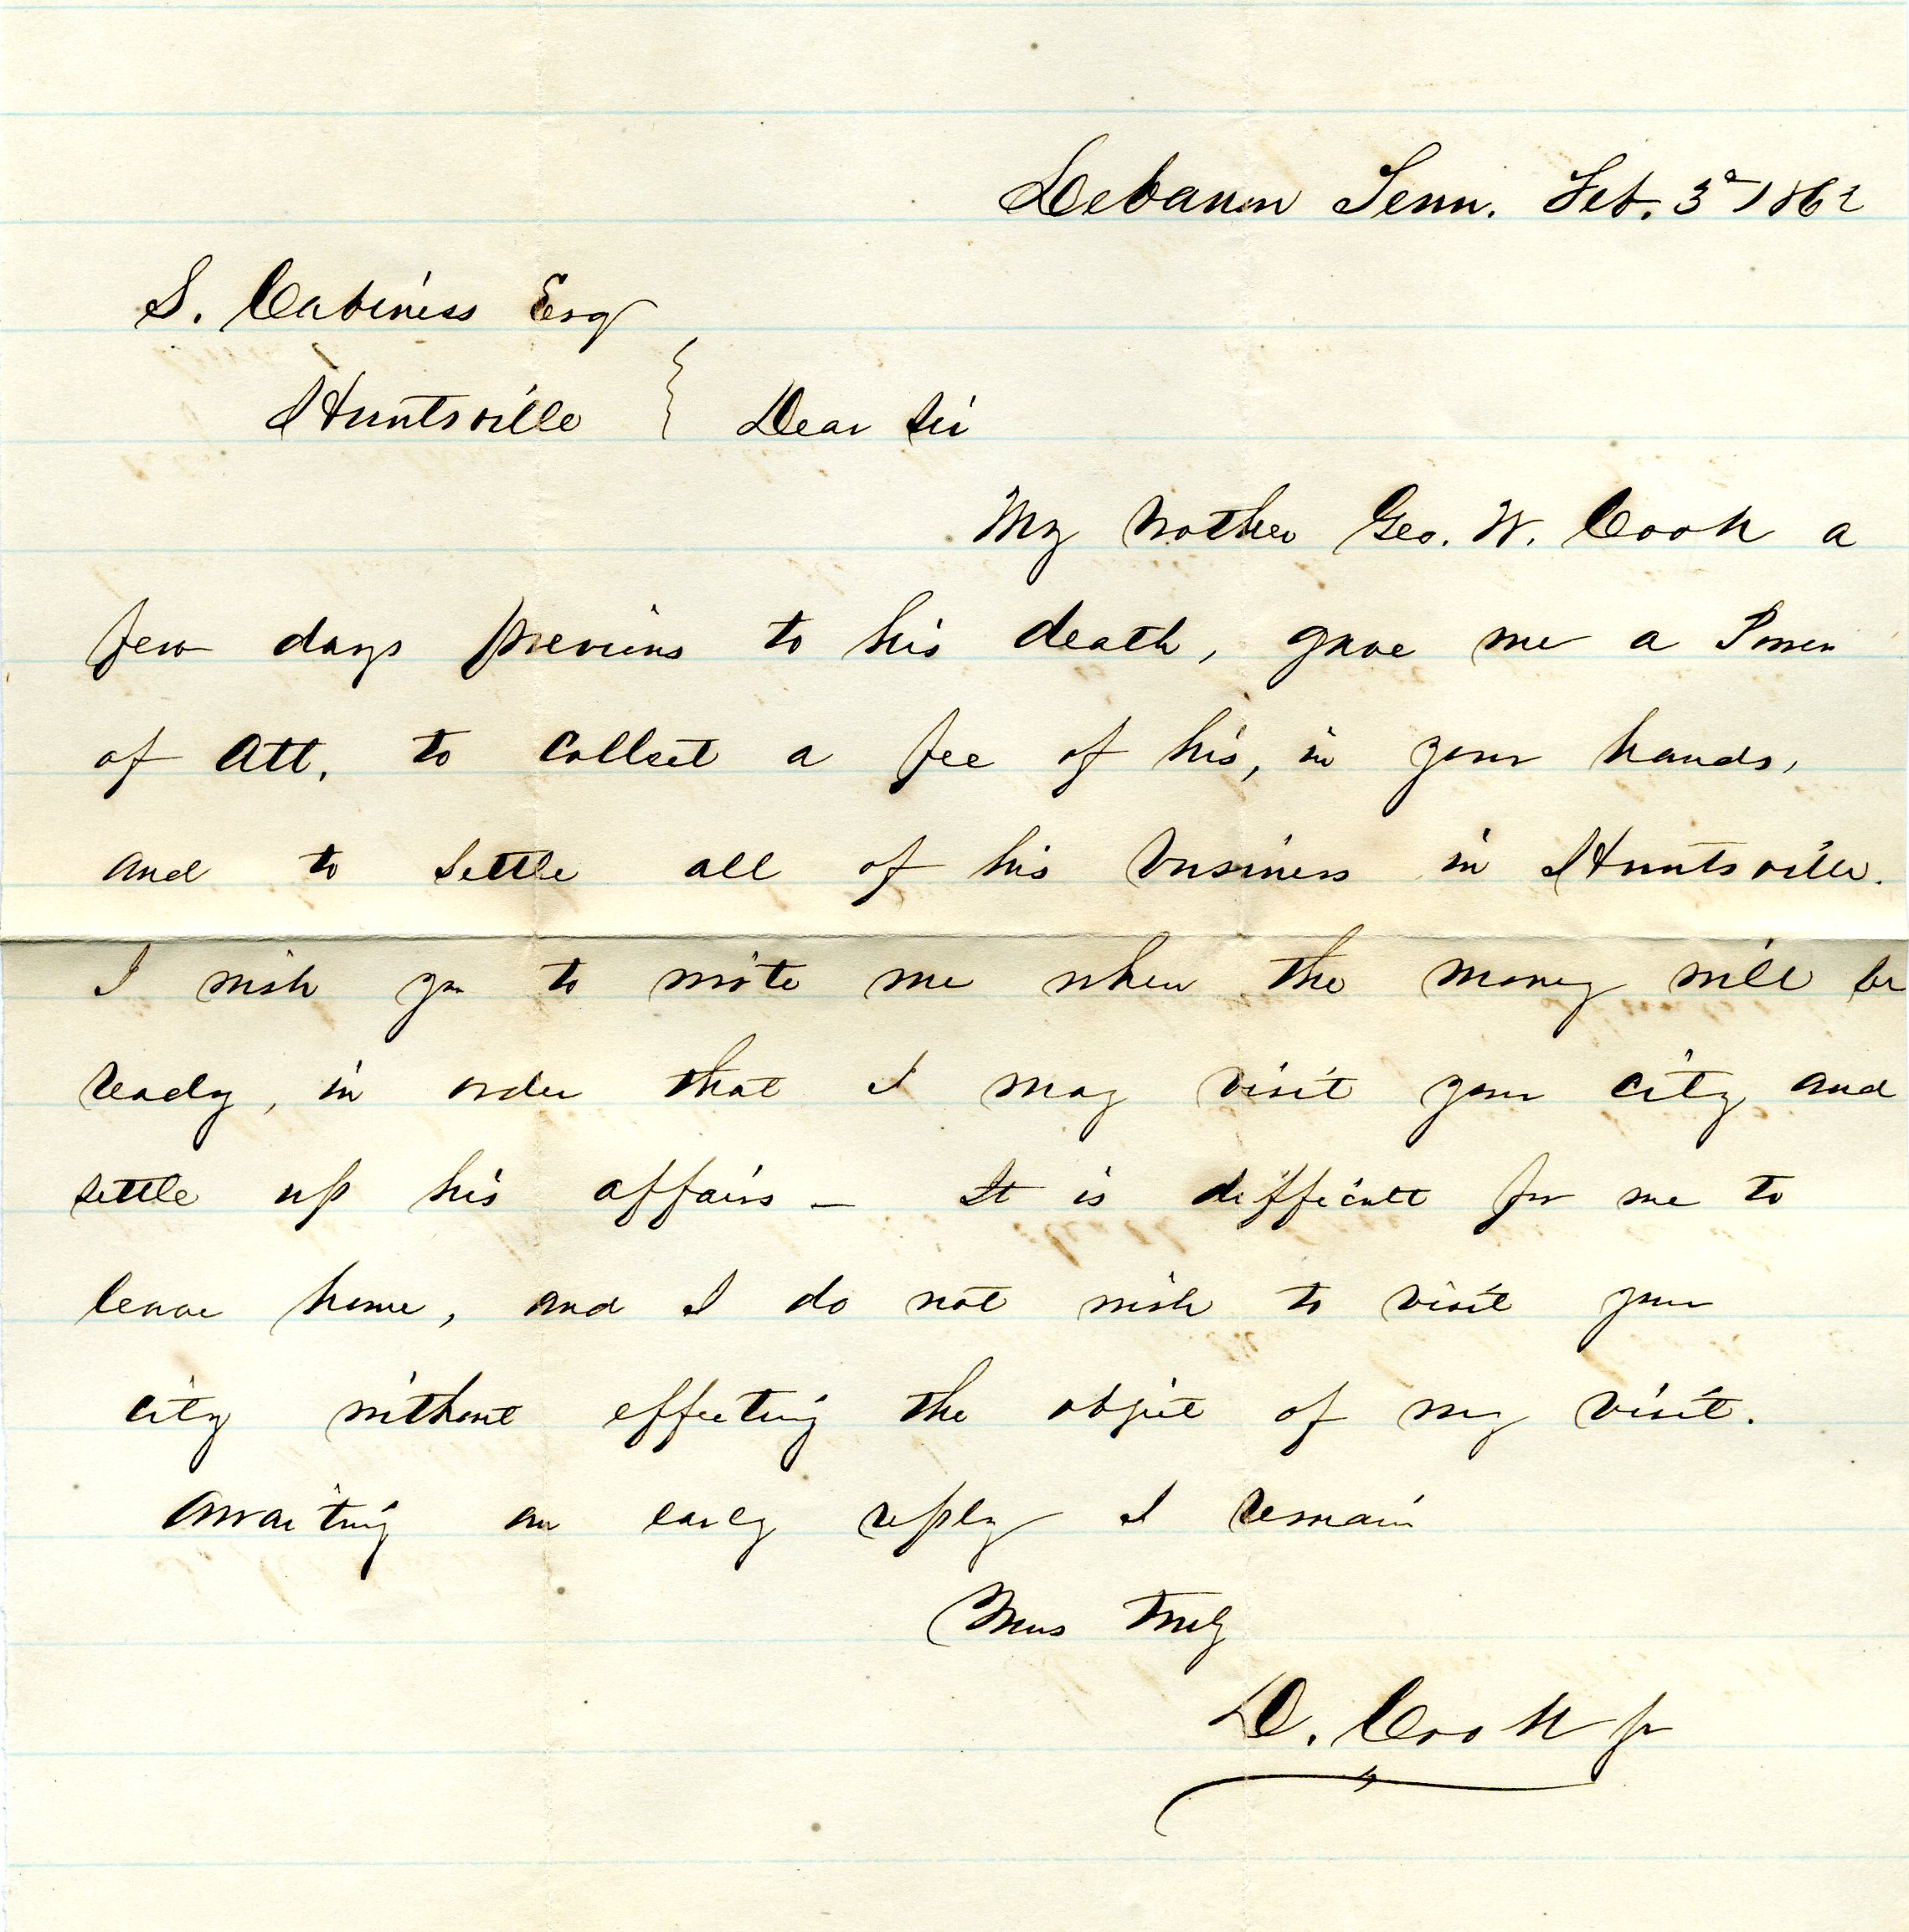 Lebanon Tenn. Feb. 3d 1862
S. Cabiniss Esq
Huntsville } Dear Sir
My brother Geo. W. Cook a
few days previous to his death, gave me a Power
of Att. to collect a fee of his, in your hands,
and to settle all of his business in Huntsville.
I wish you to write me when the money will be
ready, in order that I may visit your city and
settle up his affairs – It is difficult for me to
leave home, and I do not wish to visit your
city without effecting the object of my visit.
Awaiting an early reply I remain
Yours truly
D. Cook jr